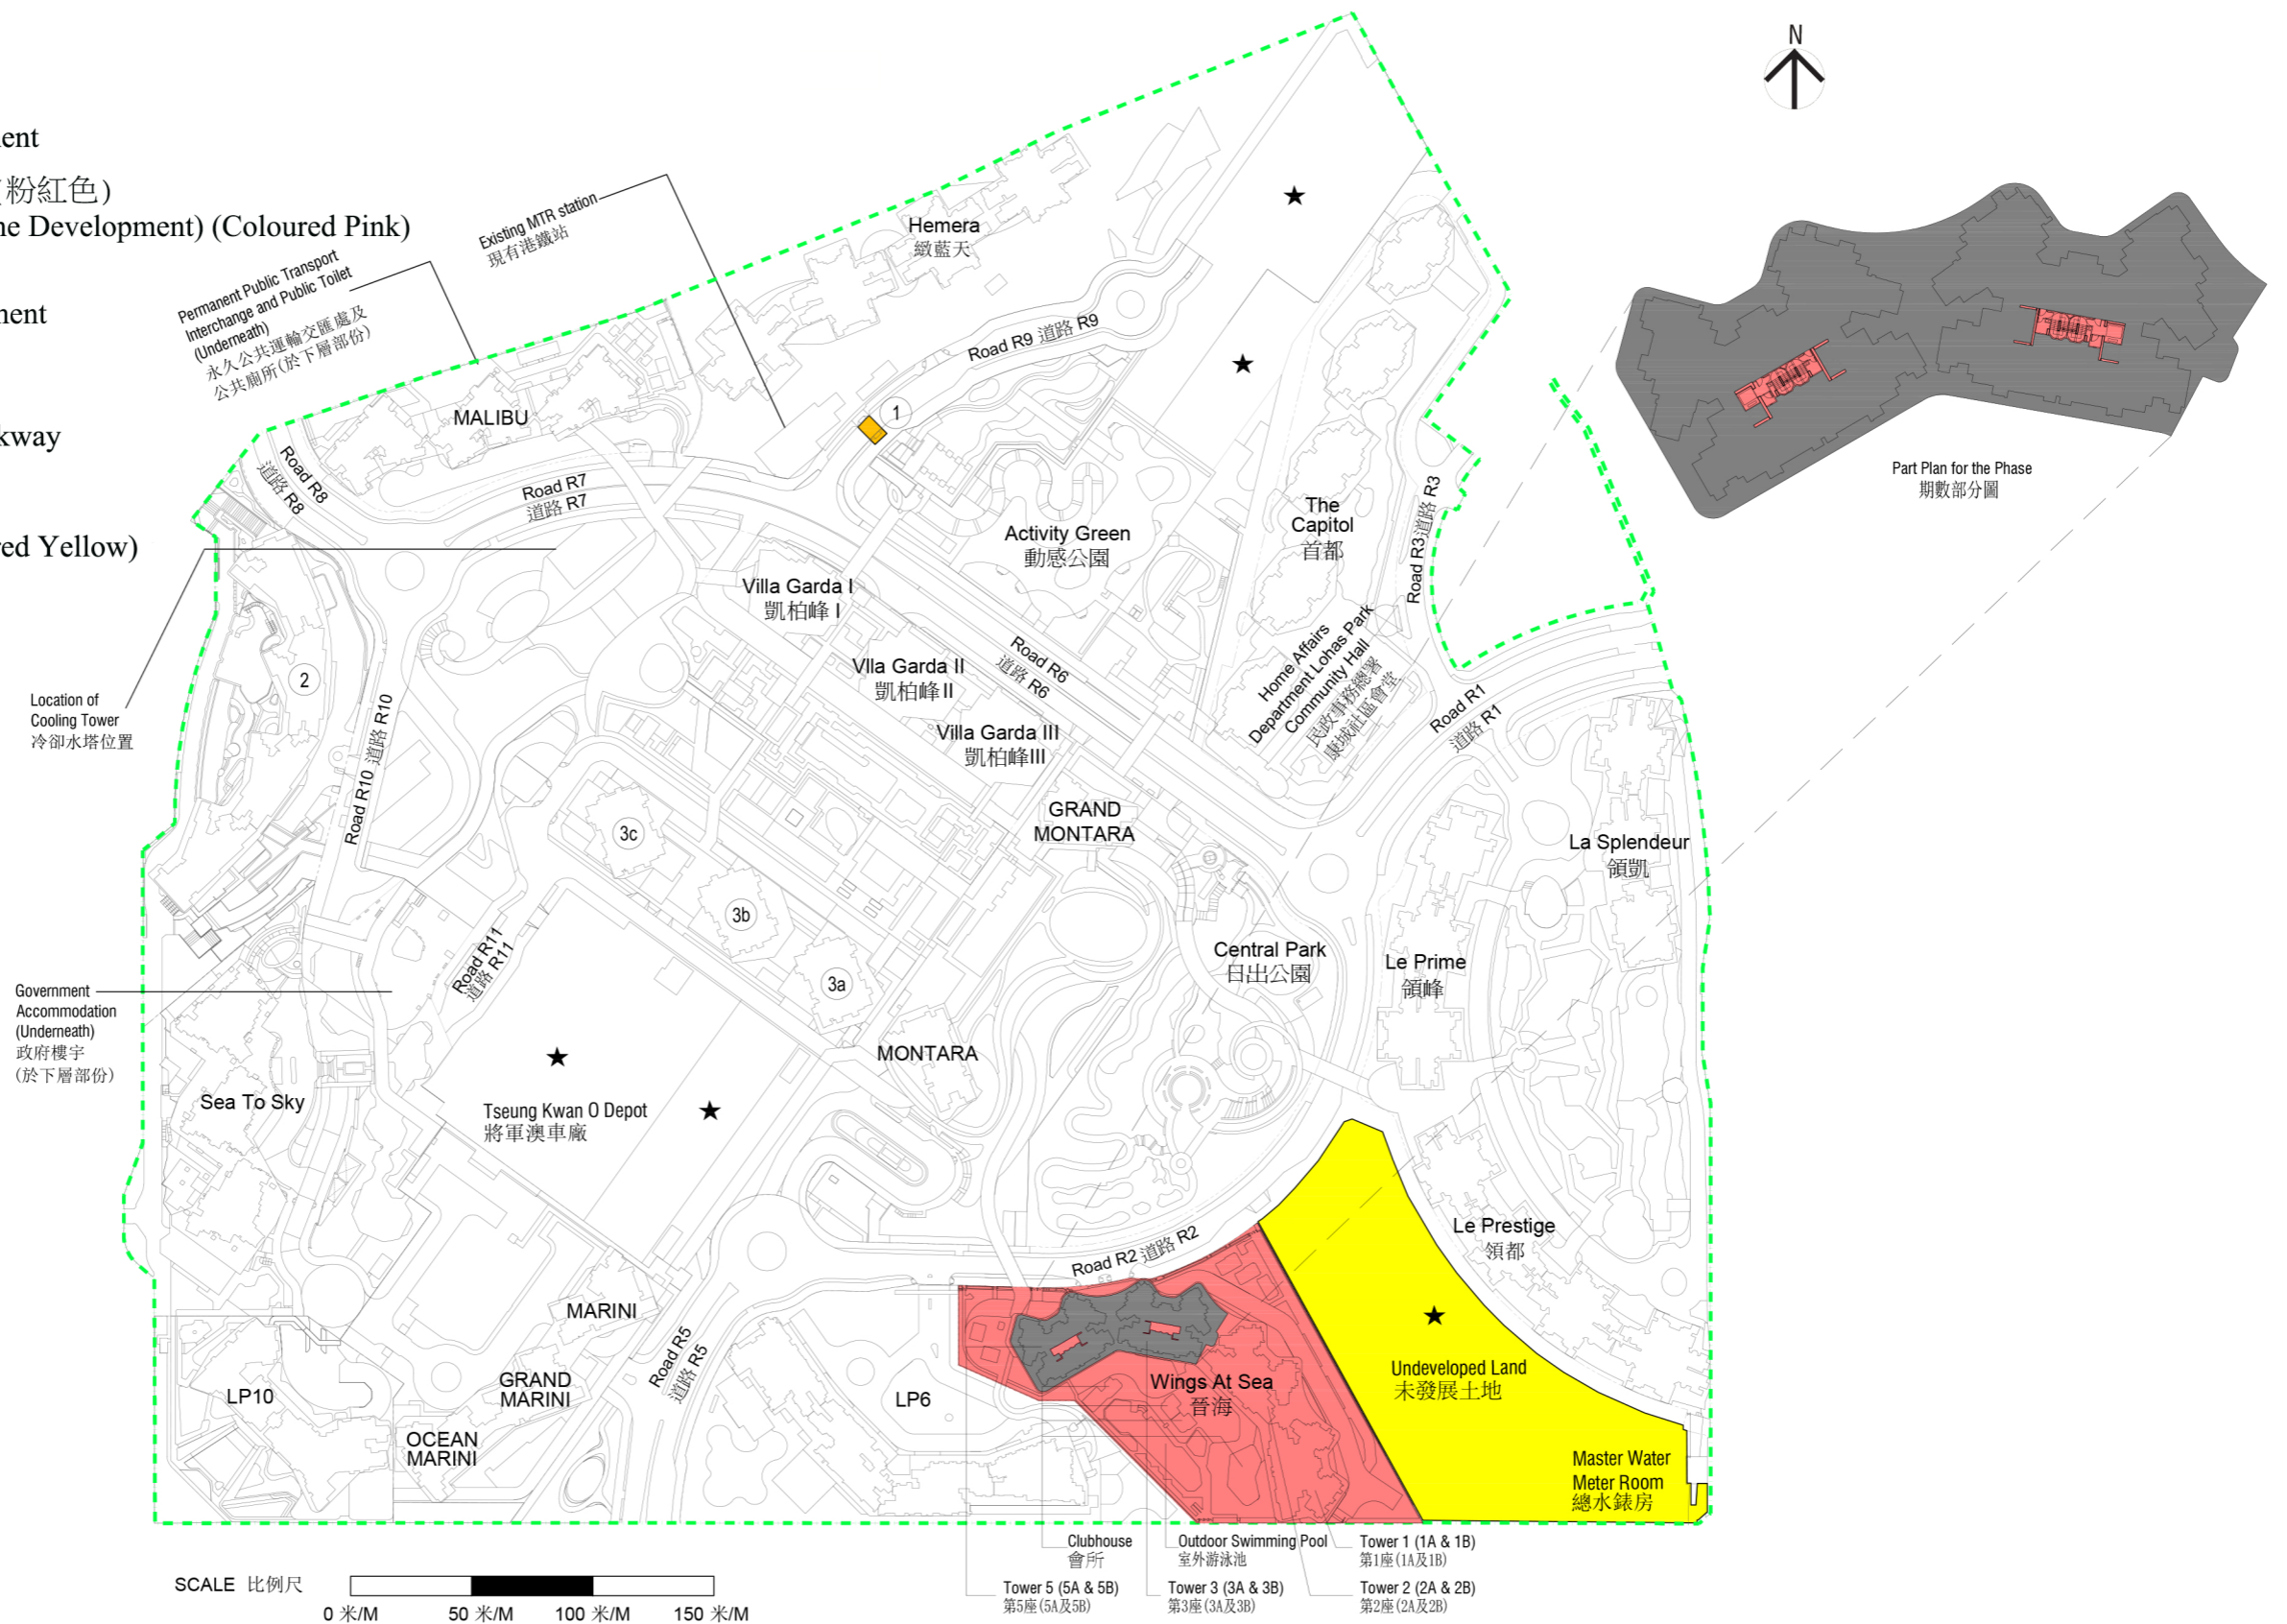 ent
(粉紅色)
ne Development) (Coloured Pink)
nent
kway
red Yellow)
N
Part Plan for the Phase
期數部分圖
Permanent Public Transport
Interchange and Public Toilet
(Underneath)
永久公共運輸交匯處及
公共廁所(於下層部份)
Existing MTR station
現有港鐵站
Hemera
緻藍天
Road R9 道路 R9
MALIBU
1
Road R8
道路 R8
Road R7
道路 R7
Activity Green
動感公園
The
Capitol
首都
Road R3 道路 R3
Villa Garda I
凱柏峰 I
Vlla Garda II
凱柏峰 II
Villa Garda III
凱柏峰III
Road R6
道路 R6
Home Affairs
Department Lohas Park
Community Hall
民政事務總署
康城社區會堂
Road R1
道路 R1
2
Location of
Cooling Tower
冷卻水塔位置
Road R10 道路 R10
GRAND
MONTARA
La Splendeur
領凱
3c
3b
3a
Road R11
道路 R11
Central Park
日出公園
Le Prime
領峰
Government
Accommodation
(Underneath)
政府樓宇
(於下層部份)
MONTARA
Sea To Sky
Tseung Kwan O Depot
將軍澳車廠
Le Prestige
領都
Road R2 道路 R2
MARINI
Road R5
道路 R5
GRAND
MARINI
LP10
OCEAN
MARINI
LP6
Wings At Sea
晉海
Undeveloped Land
未發展土地
Master Water
Meter Room
總水錶房
Clubhouse
會所
Outdoor Swimming Pool
室外游泳池
Tower 1 (1A & 1B)
第1座(1A及1B)
Tower 5 (5A & 5B)
第5座(5A及5B)
Tower 3 (3A & 3B)
第3座(3A及3B)
Tower 2 (2A & 2B)
第2座(2A及2B)
SCALE 比例尺
0 米/M 50 米/M 100 米/M 150 米/M